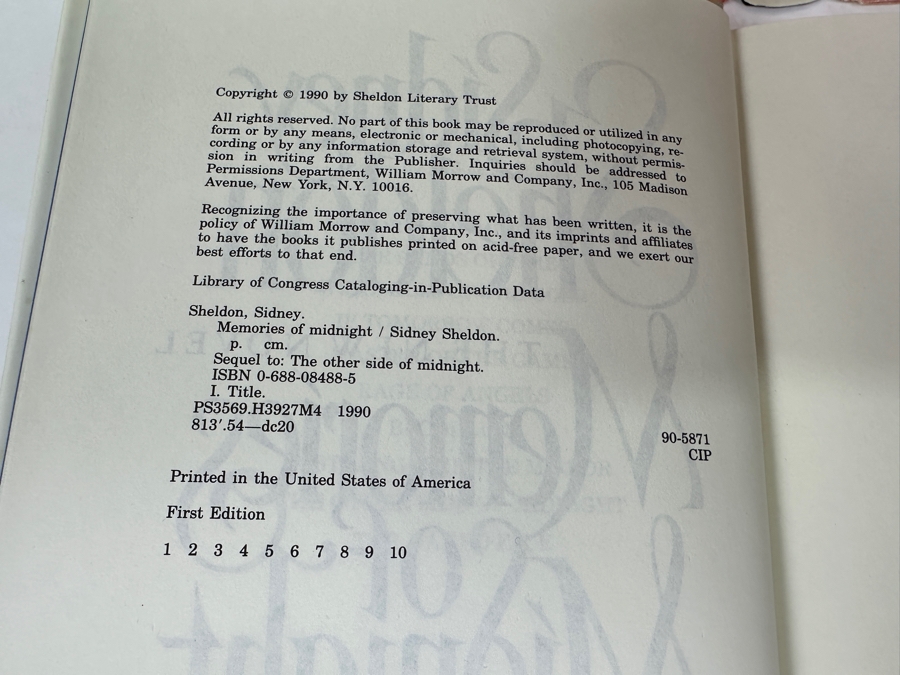 Copyright © 1990 by Sheldon Literary Trust
All rights reserved. No part of this book may be reproduced or utilized in any
form or by any means, electronic or mechanical, including photocopying, re-
cording or by any information storage and retrieval system, without permis-
sion in writing from the Publisher. Inquiries should be addressed to
Permissions Department, William Morrow and Company, Inc., 105 Madison
Avenue, New York, N.Y. 10016.
Recognizing the importance of preserving what has been written, it is the
policy of William Morrow and Company, Inc., and its imprints and affiliates
to have the books it publishes printed on acid-free paper, and we exert our
best efforts to that end.
Library of Congress Cataloging-in-Publication Data
Sheldon, Sidney.
Memories of midnight / Sidney Sheldon.
p. cm.
Sequel to: The other side of midnight.
ISBN 0-688-08488-5
I. Title.
PS3569.H3927M4 1990
813'.54—dc20
90-5871
CIP
Printed in the United States of America
First Edition
1 2 3 4 5 6 7 8 9 10